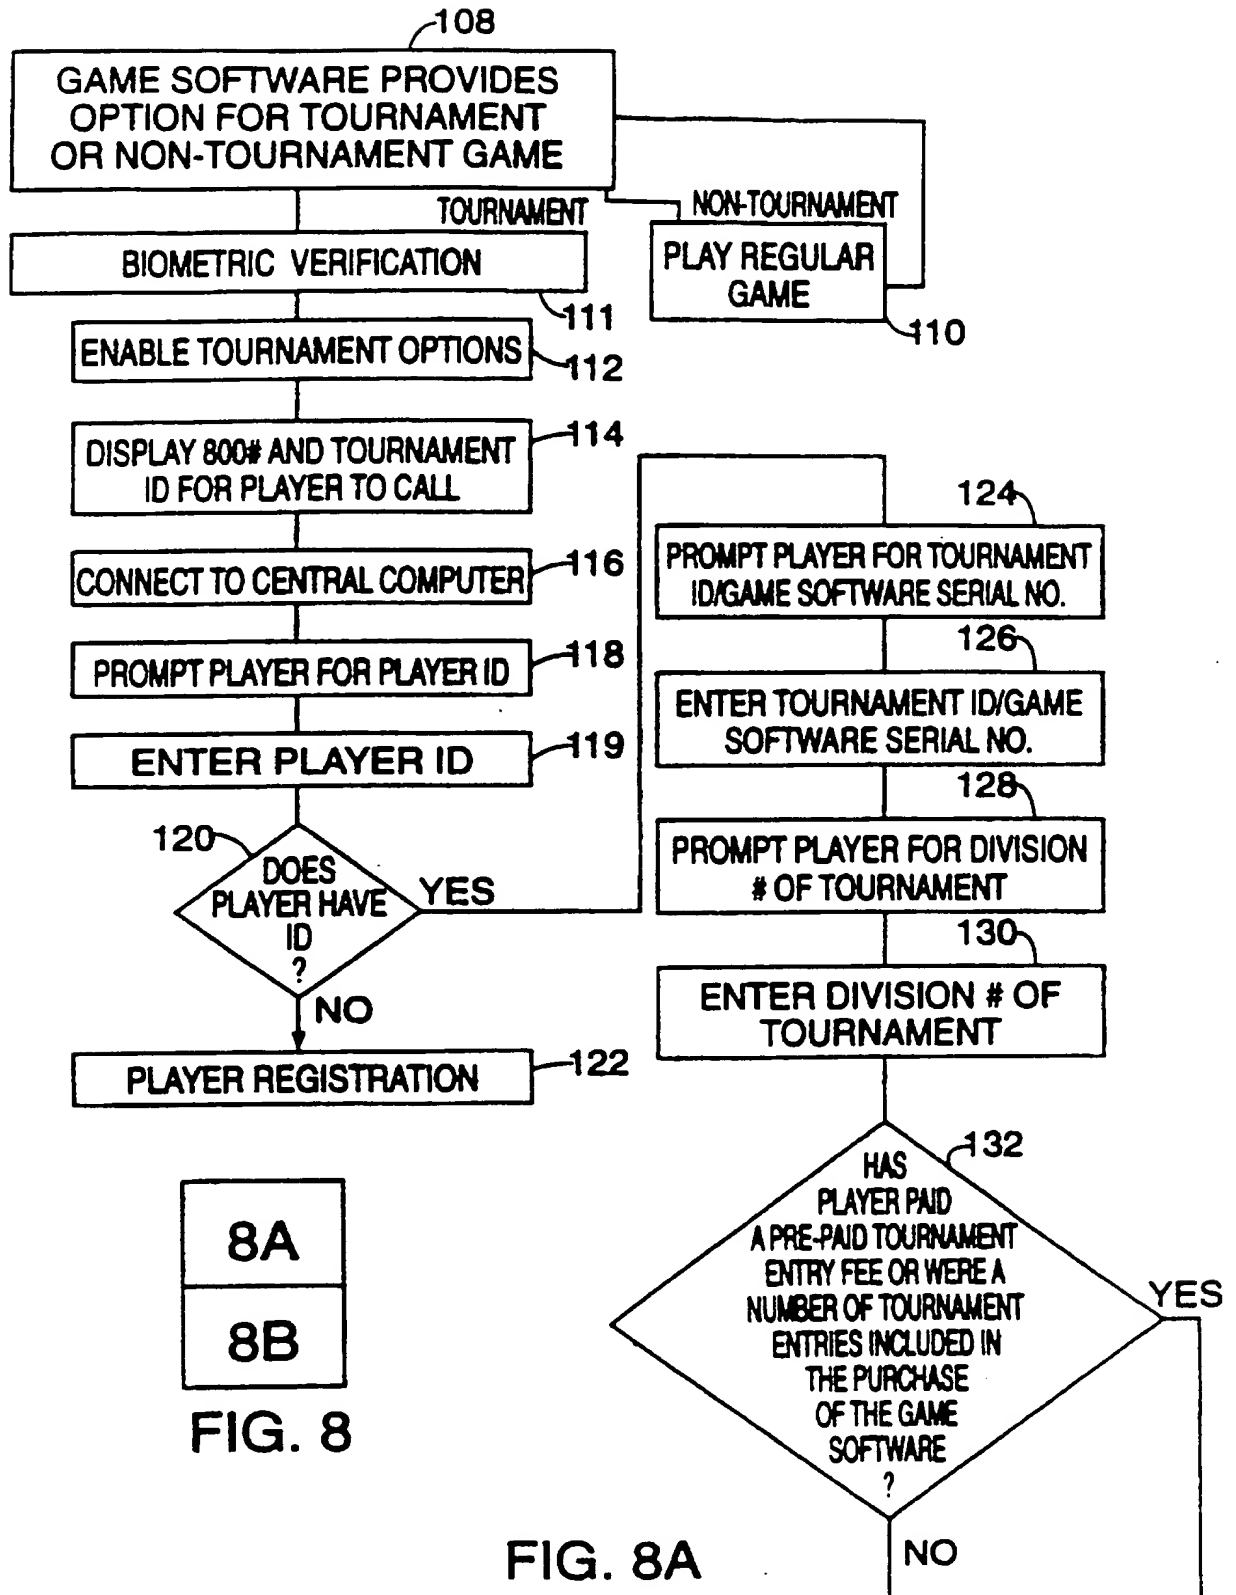 108
GAME SOFTWARE PROVIDES
OPTION FOR TOURNAMENT
OR NON-TOURNAMENT GAME
TOURNAMENT
NON-TOURNAMENT
BIOMETRIC VERIFICATION
111
PLAY REGULAR
GAME
110
ENABLE TOURNAMENT OPTIONS
112
DISPLAY 800# AND TOURNAMENT
ID FOR PLAYER TO CALL
114
CONNECT TO CENTRAL COMPUTER
116
PROMPT PLAYER FOR PLAYER ID
118
ENTER PLAYER ID
119
120
DOES
PLAYER HAVE
ID
?
YES
NO
PLAYER REGISTRATION
122
124
PROMPT PLAYER FOR TOURNAMENT
ID/GAME SOFTWARE SERIAL NO.
126
ENTER TOURNAMENT ID/GAME
SOFTWARE SERIAL NO.
128
PROMPT PLAYER FOR DIVISION
# OF TOURNAMENT
130
ENTER DIVISION # OF
TOURNAMENT
132
HAS
PLAYER PAID
A PRE-PAID TOURNAMENT
ENTRY FEE OR WERE A
NUMBER OF TOURNAMENT
ENTRIES INCLUDED IN
THE PURCHASE
OF THE GAME
SOFTWARE
?
YES
NO
8A
8B
FIG. 8
FIG. 8A